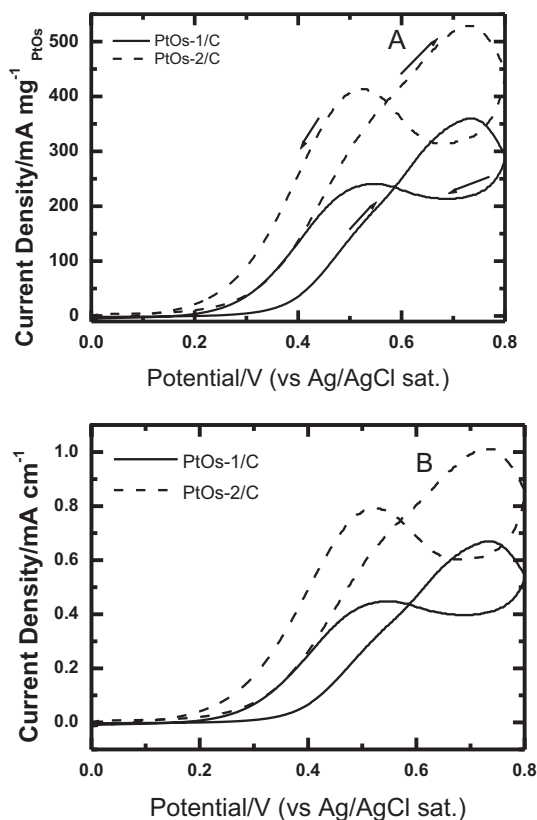 A
PtOs-1/C
PtOs-2/C
Current Density/mA mg-1 PtOs
500
400
300
200
100
0
0.0 0.2 0.4 0.6 0.8
Potential/V (vs Ag/AgCl sat.)
B
PtOs-1/C
PtOs-2/C
Current Density/mA cm-1
1.0
0.8
0.6
0.4
0.2
0.0
0.0 0.2 0.4 0.6 0.8
Potential/V (vs Ag/AgCl sat.)